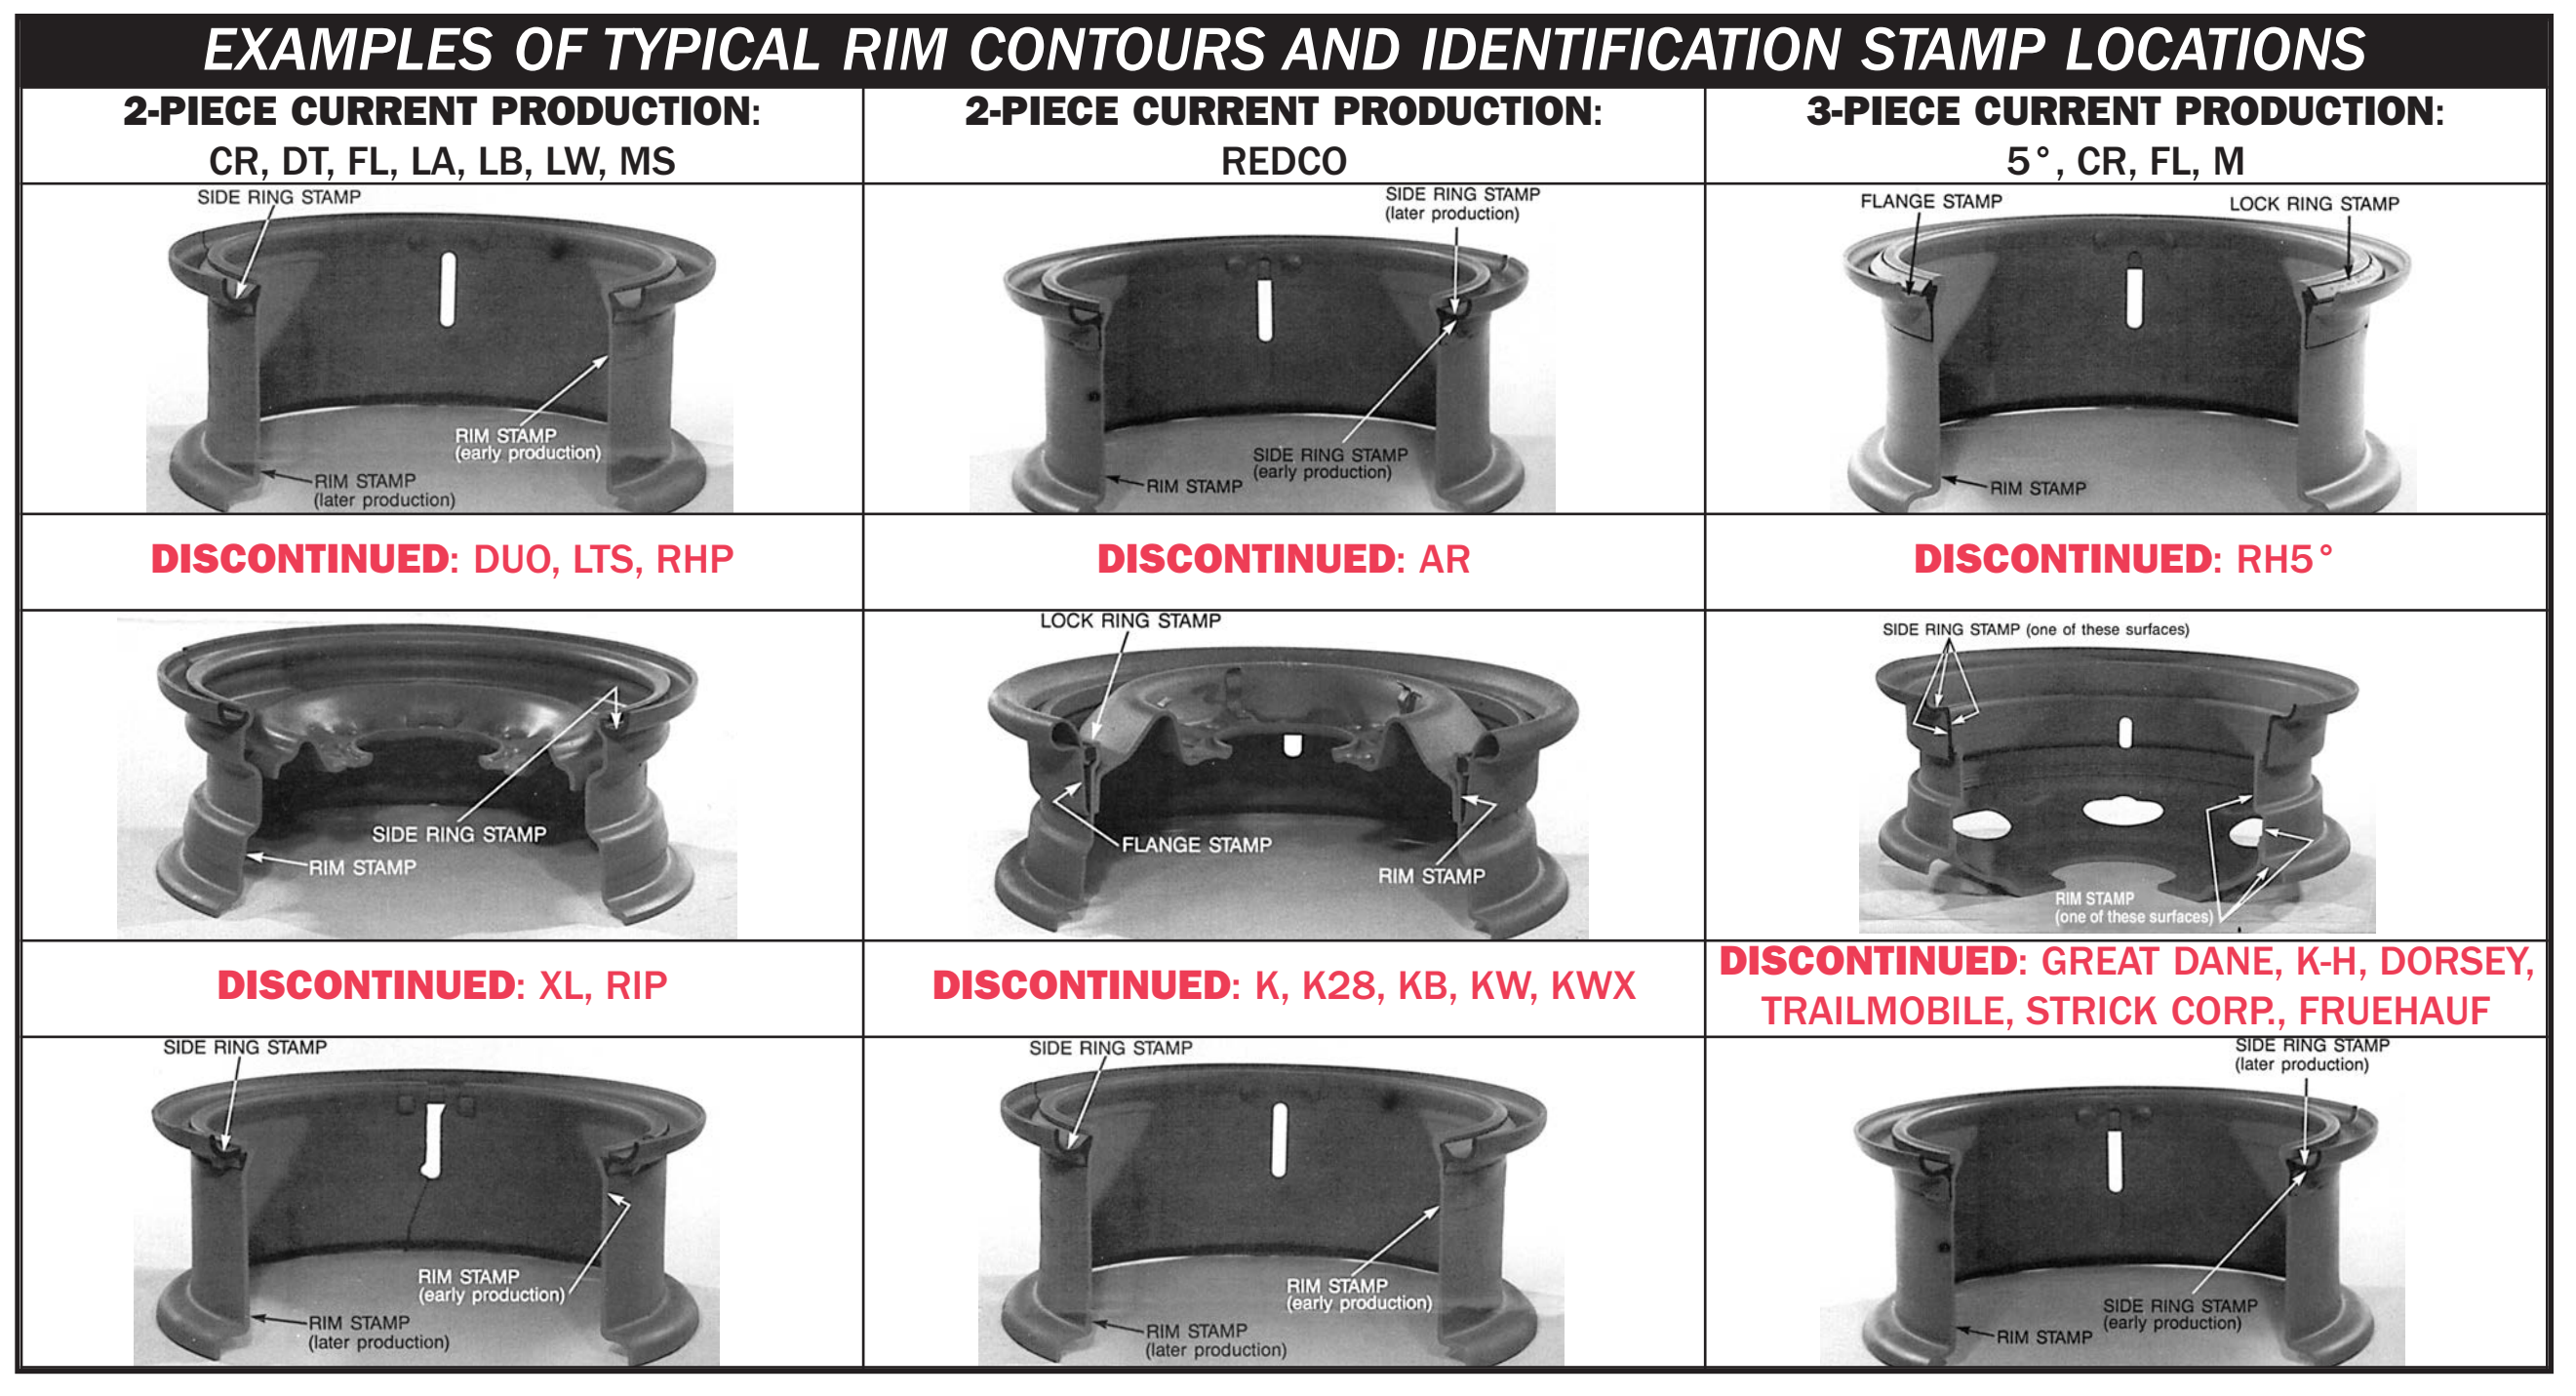 EXAMPLES OF TYPICAL RIM CONTOURS AND IDENTIFICATION STAMP LOCATIONS
2-PIECE CURRENT PRODUCTION:
CR, DT, FL, LA, LB, LW, MS
2-PIECE CURRENT PRODUCTION:
REDCO
3-PIECE CURRENT PRODUCTION:
5°, CR, FL, M
SIDE RING STAMP
RIM STAMP
(early production)
RIM STAMP
(later production)
SIDE RING STAMP
(later production)
SIDE RING STAMP
(early production)
RIM STAMP
FLANGE STAMP
LOCK RING STAMP
RIM STAMP
DISCONTINUED: DUO, LTS, RHP
DISCONTINUED: AR
DISCONTINUED: RH5°
SIDE RING STAMP
RIM STAMP
LOCK RING STAMP
FLANGE STAMP
RIM STAMP
SIDE RING STAMP (one of these surfaces)
RIM STAMP
(one of these surfaces)
DISCONTINUED: XL, RIP
DISCONTINUED: K, K28, KB, KW, KWX
DISCONTINUED: GREAT DANE, K-H, DORSEY,
TRAILMOBILE, STRICK CORP., FRUEHAUF
SIDE RING STAMP
RIM STAMP
(early production)
RIM STAMP
(later production)
SIDE RING STAMP
RIM STAMP
(early production)
RIM STAMP
(later production)
SIDE RING STAMP
(later production)
SIDE RING STAMP
(early production)
RIM STAMP